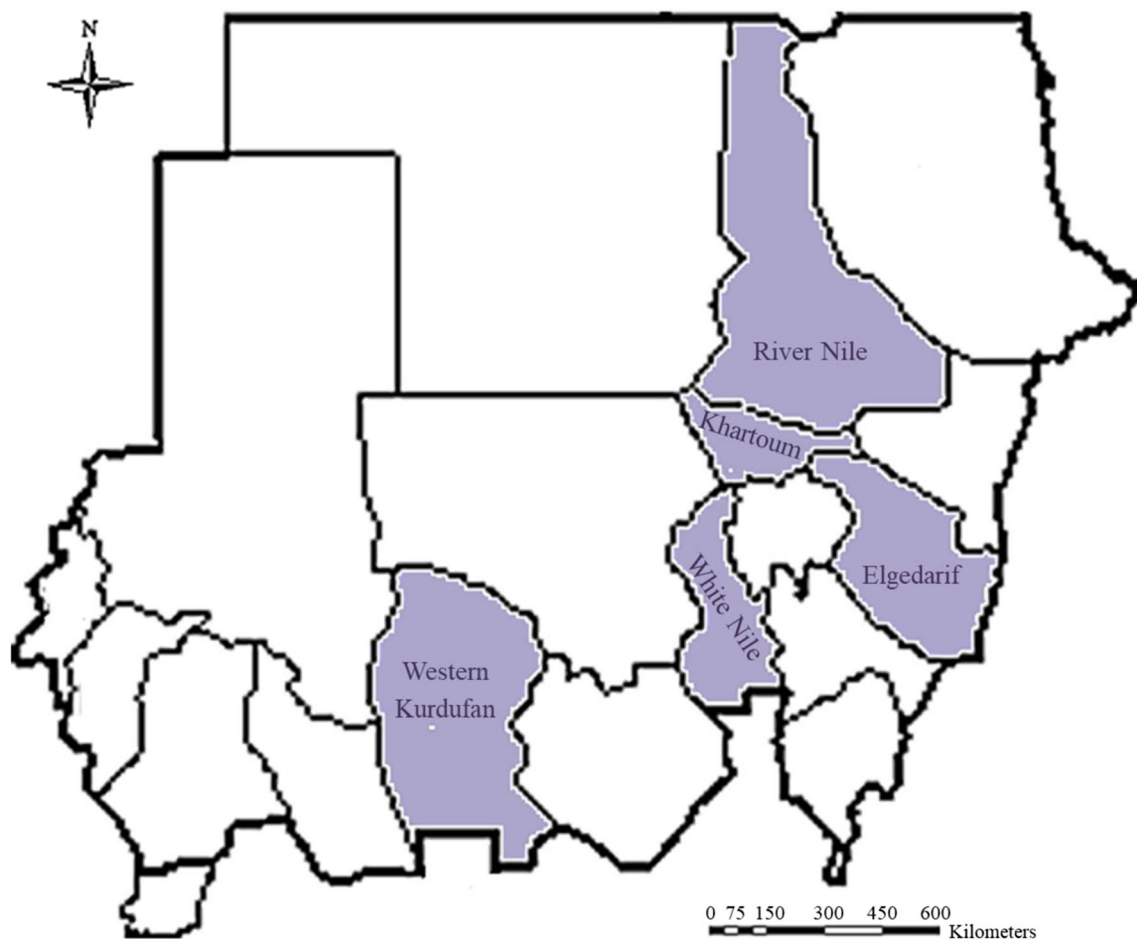 N
River Nile
Khartoum
Elgedarif
White Nile
Western
Kurdufan
0 75 150 300 450 600
Kilometers